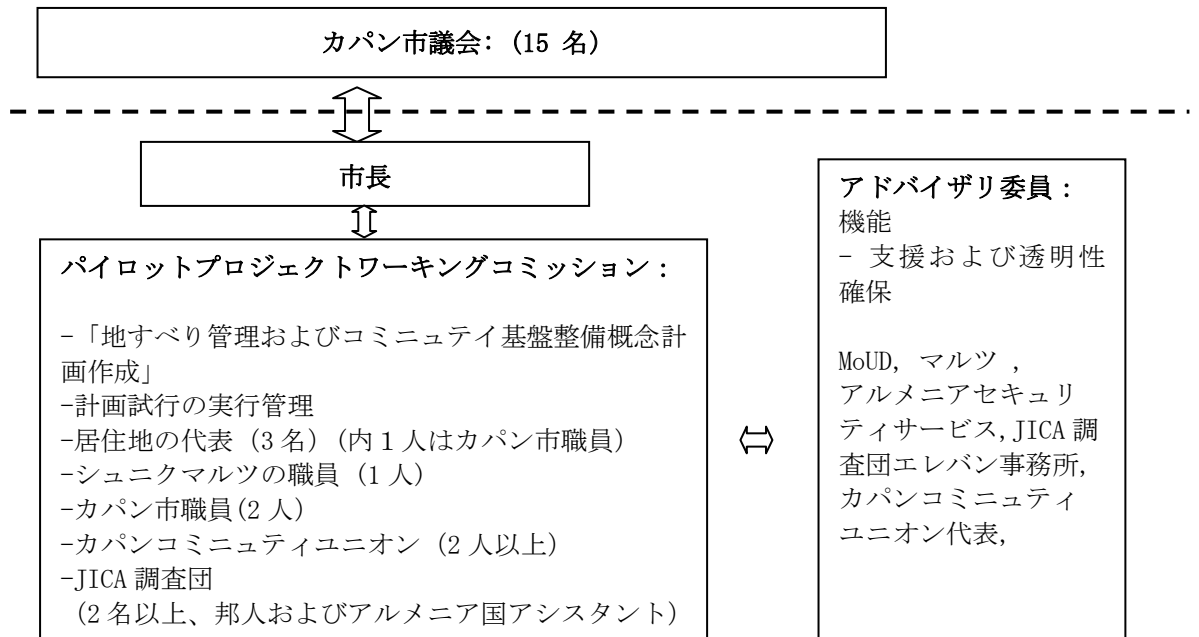 カパン市議会: (15 名)
市長
パイロットプロジェクトワーキングコミッション：
-「地すべり管理およびコミニュテイ基盤整備概念計
画作成」
-計画試行の実行管理
-居住地の代表（3 名）(内１人はカパン市職員）
-シュニクマルツの職員（1 人）
-カパン市職員(2 人）
-カパンコミニュティユニオン（2 人以上）
-JICA 調査団
（2 名以上、邦人およびアルメニア国アシスタント）
アドバイザリ委員：
機能
- 支援および透明性
確保
MoUD, マルツ ,
アルメニアセキュリ
ティサービス,JICA 調
査団エレバン事務所,
カパンコミニュティ
ユニオン代表,